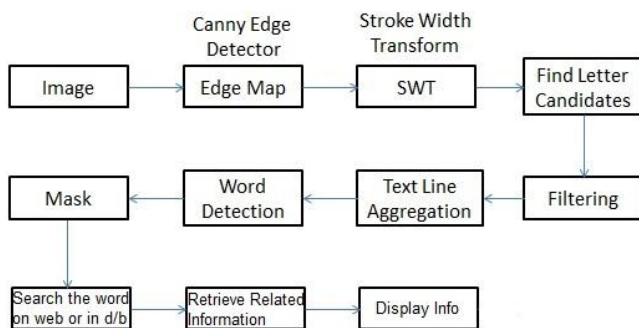 Canny Edge
Detector
Stroke Width
Transform
Image
Edge Map
SWT
Find Letter
Candidates
Mask
Word
Detection
Text Line
Aggregation
Filtering
Search the word
on web or in d/b
Retrieve Related
Information
Display Info